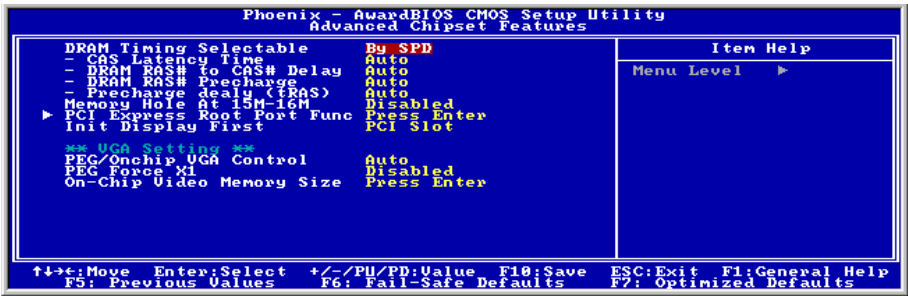 Phoenix - AwardBIOS CMOS Setup Utility
Advanced Chipset Features
DRAM Timing Selectable By SPD
- CAS Latency Time Auto
- DRAM RAS# to CAS# Delay Auto
- DRAM RAS# Precharge Auto
- Precharge dealy (tRAS) Auto
Memory Hole At 15M-16M Disabled
► PCI Express Root Port Func Press Enter
Init Display First PCI Slot
** VGA Setting **
PEG/Onchip VGA Control Auto
PEG Force X1 Disabled
On-Chip Video Memory Size Press Enter
Item Help
Menu Level ►
↑↓→←:Move Enter:Select +/-/PU/PD:Value F10:Save ESC:Exit F1:General Help
F5: Previous Values F6: Fail-Safe Defaults F7: Optimized Defaults